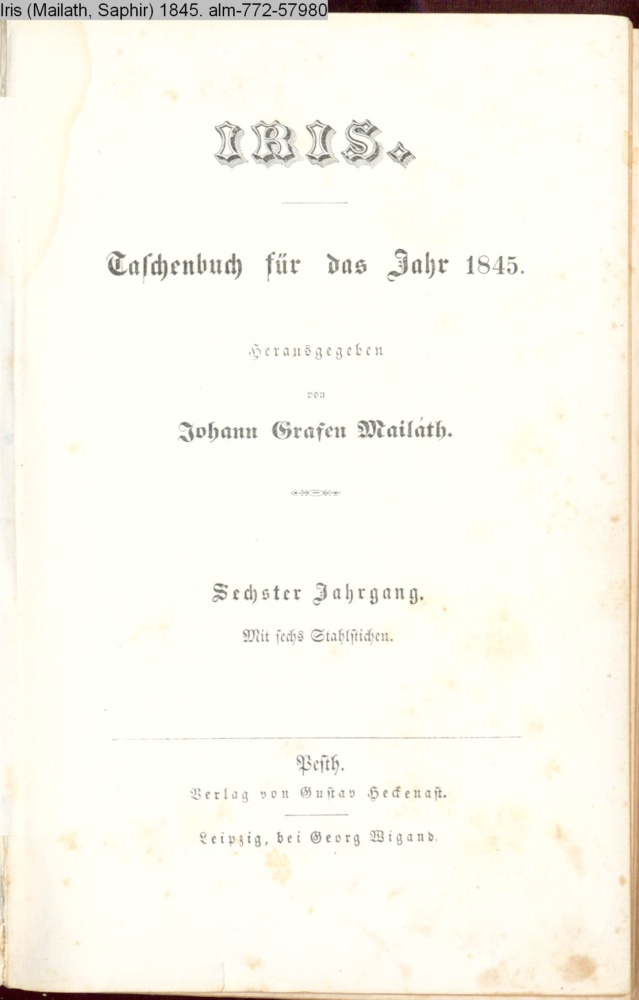 Iris (Mailath, Saphir) 1845. alm-772-57980
IRIS.
Taschenbuch für das Jahr 1845.
Herausgegeben
von
Johann Grafen Mailáth.
Sechster Jahrgang.
Mit sechs Stahlstichen.
Pesth.
Verlag von Gustav Heckenast.
Leipzig, bei Georg Wigand.